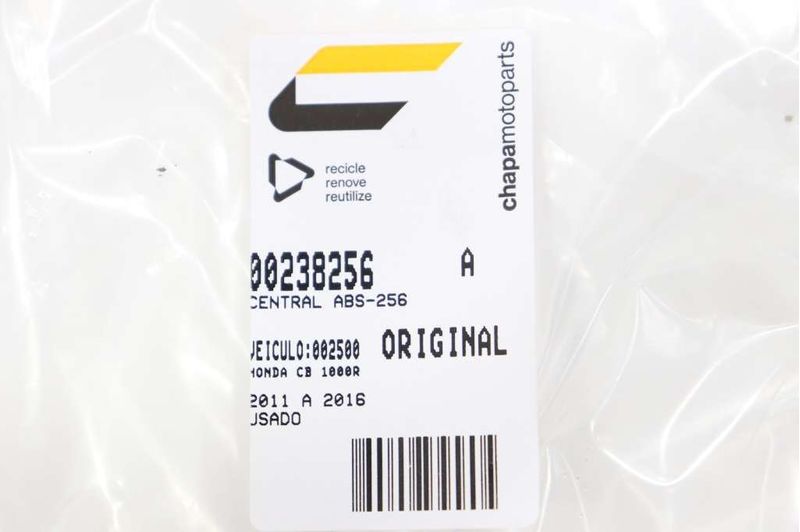 chapamotoparts
recicle
renove
reutilize
00238256 A
CENTRAL ABS-256
VEICULO:002500 ORIGINAL
HONDA CB 1000R
2011 A 2016
USADO